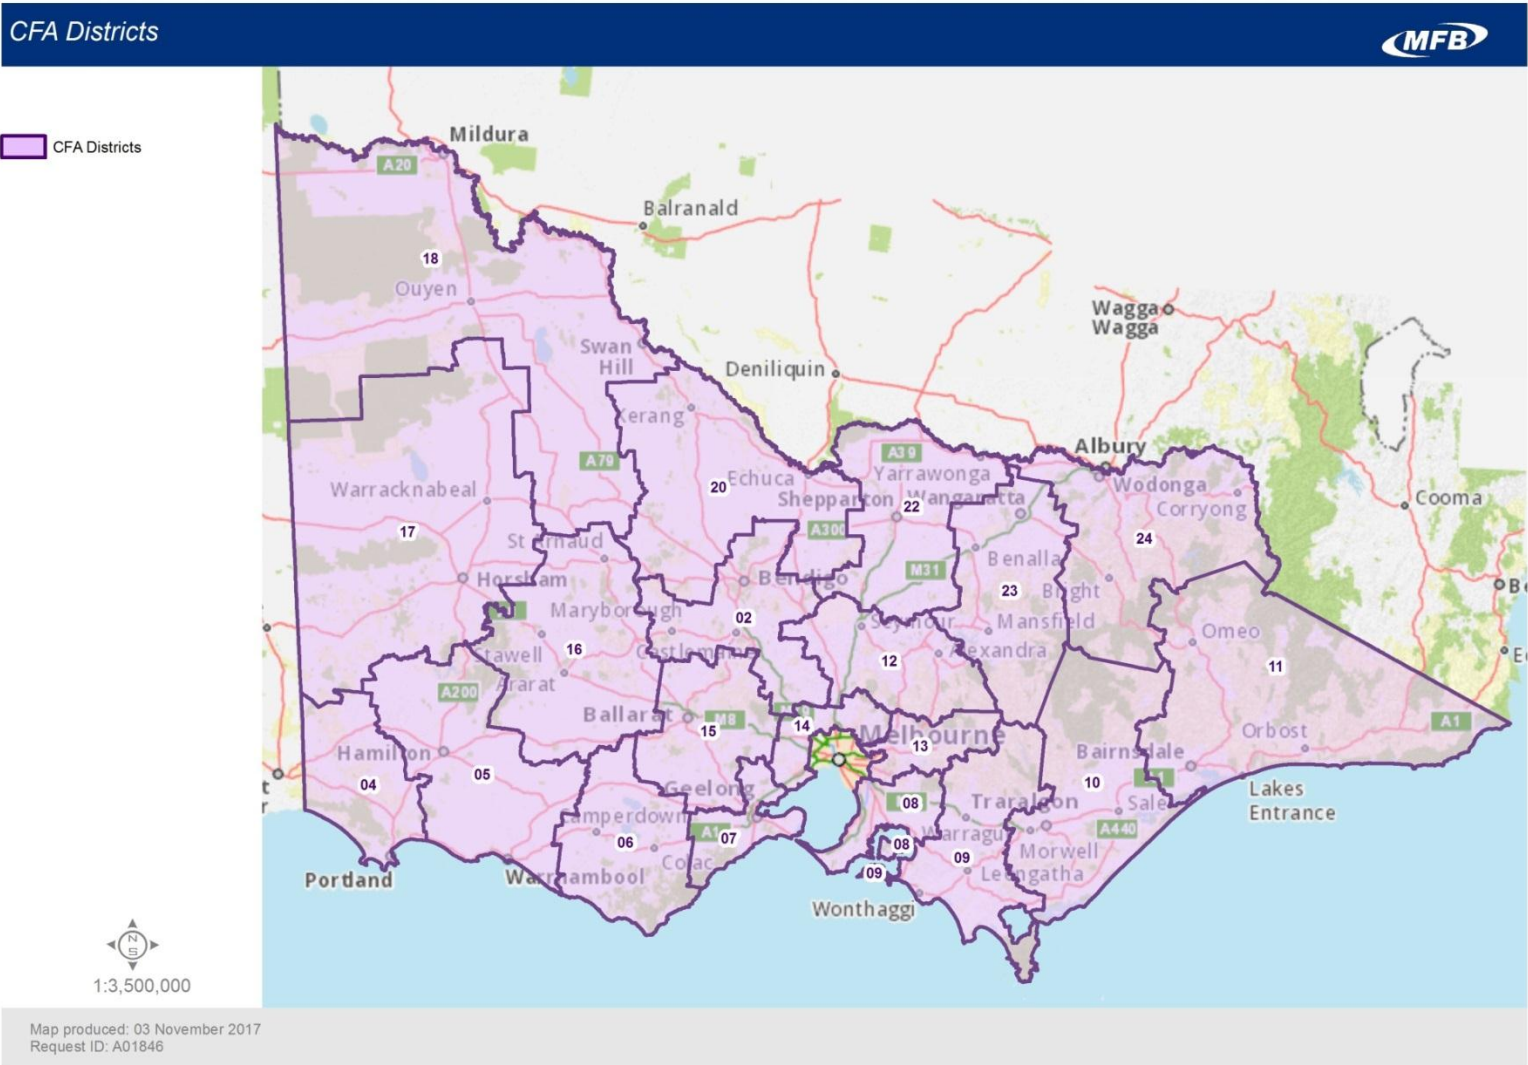 CFA Districts
MFB
CFA Districts
Mildura
A20
Balranald
18
Ouyen
Wagga
Wagga
Swan
Hill
Deniliquin
Kerang
Albury
A39
A79
Yarrawonga
Echuca
20
Wodonga
Warracknabeal
Shepparton
Wangaratta
Cooma
22
Corryong
17
A300
St Arnaud
24
Benalla
M31
Horsham
Bendigo
23
Bright
Maryborough
02
Seymour
Mansfield
Omeo
16
Castlemaine
Stawell
Alexandra
12
11
Ararat
A200
Ballarat
M8
15
14
Melbourne
13
Orbost
A1
Hamilton
Bairnsdale
04
05
10
Geelong
Lakes
Entrance
08
Traralgon
Sale
Camperdown
A1
07
Warragul
A440
06
08
09
Morwell
Colac
09
Leongatha
Portland
Warrnambool
Wonthaggi
N
S
1:3,500,000
Map produced: 03 November 2017
Request ID: A01846